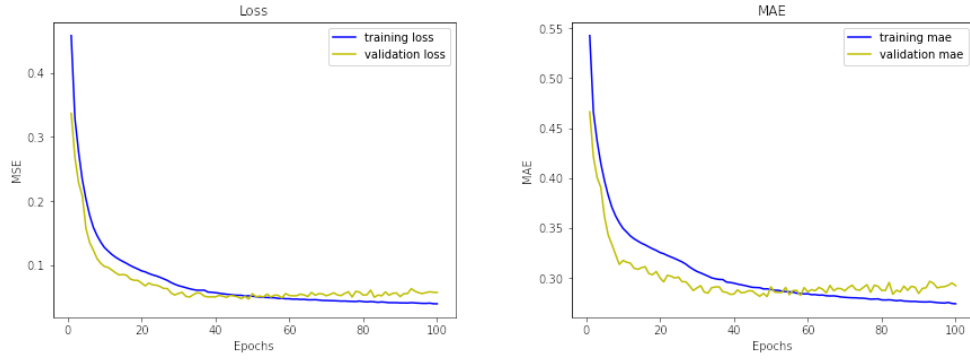 Loss
training loss
validation loss
MSE
0.4
0.3
0.2
0.1
0
20
40
60
80
100
Epochs
MAE
training mae
validation mae
MAE
0.55
0.50
0.45
0.40
0.35
0.30
0
20
40
60
80
100
Epochs